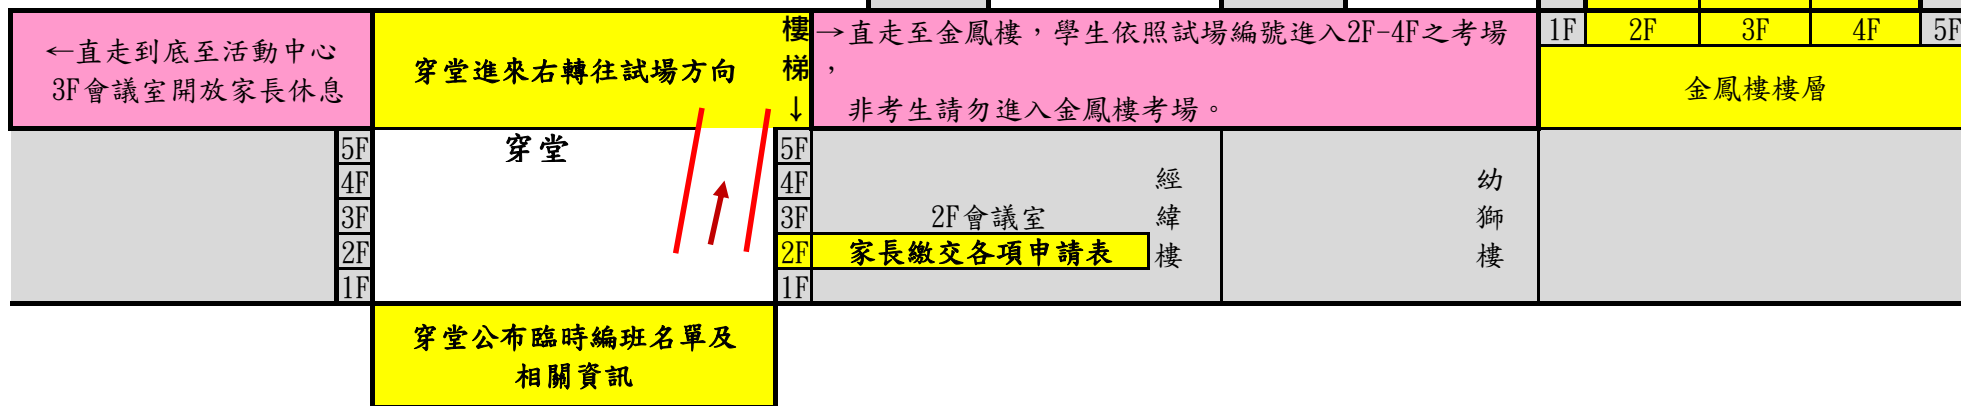 ←直走到底至活動中心
3F會議室開放家長休息
穿堂進來右轉往試場方向
樓
梯
↓
→直走至金鳳樓，學生依照試場編號進入2F-4F之考場
，
非考生請勿進入金鳳樓考場。
1F 2F 3F 4F 5F
金鳳樓樓層
5F
4F
3F
2F
1F
穿堂
5F
4F
3F
2F
1F
2F會議室
家長繳交各項申請表
經
緯
樓
幼
獅
樓
穿堂公布臨時編班名單及
相關資訊